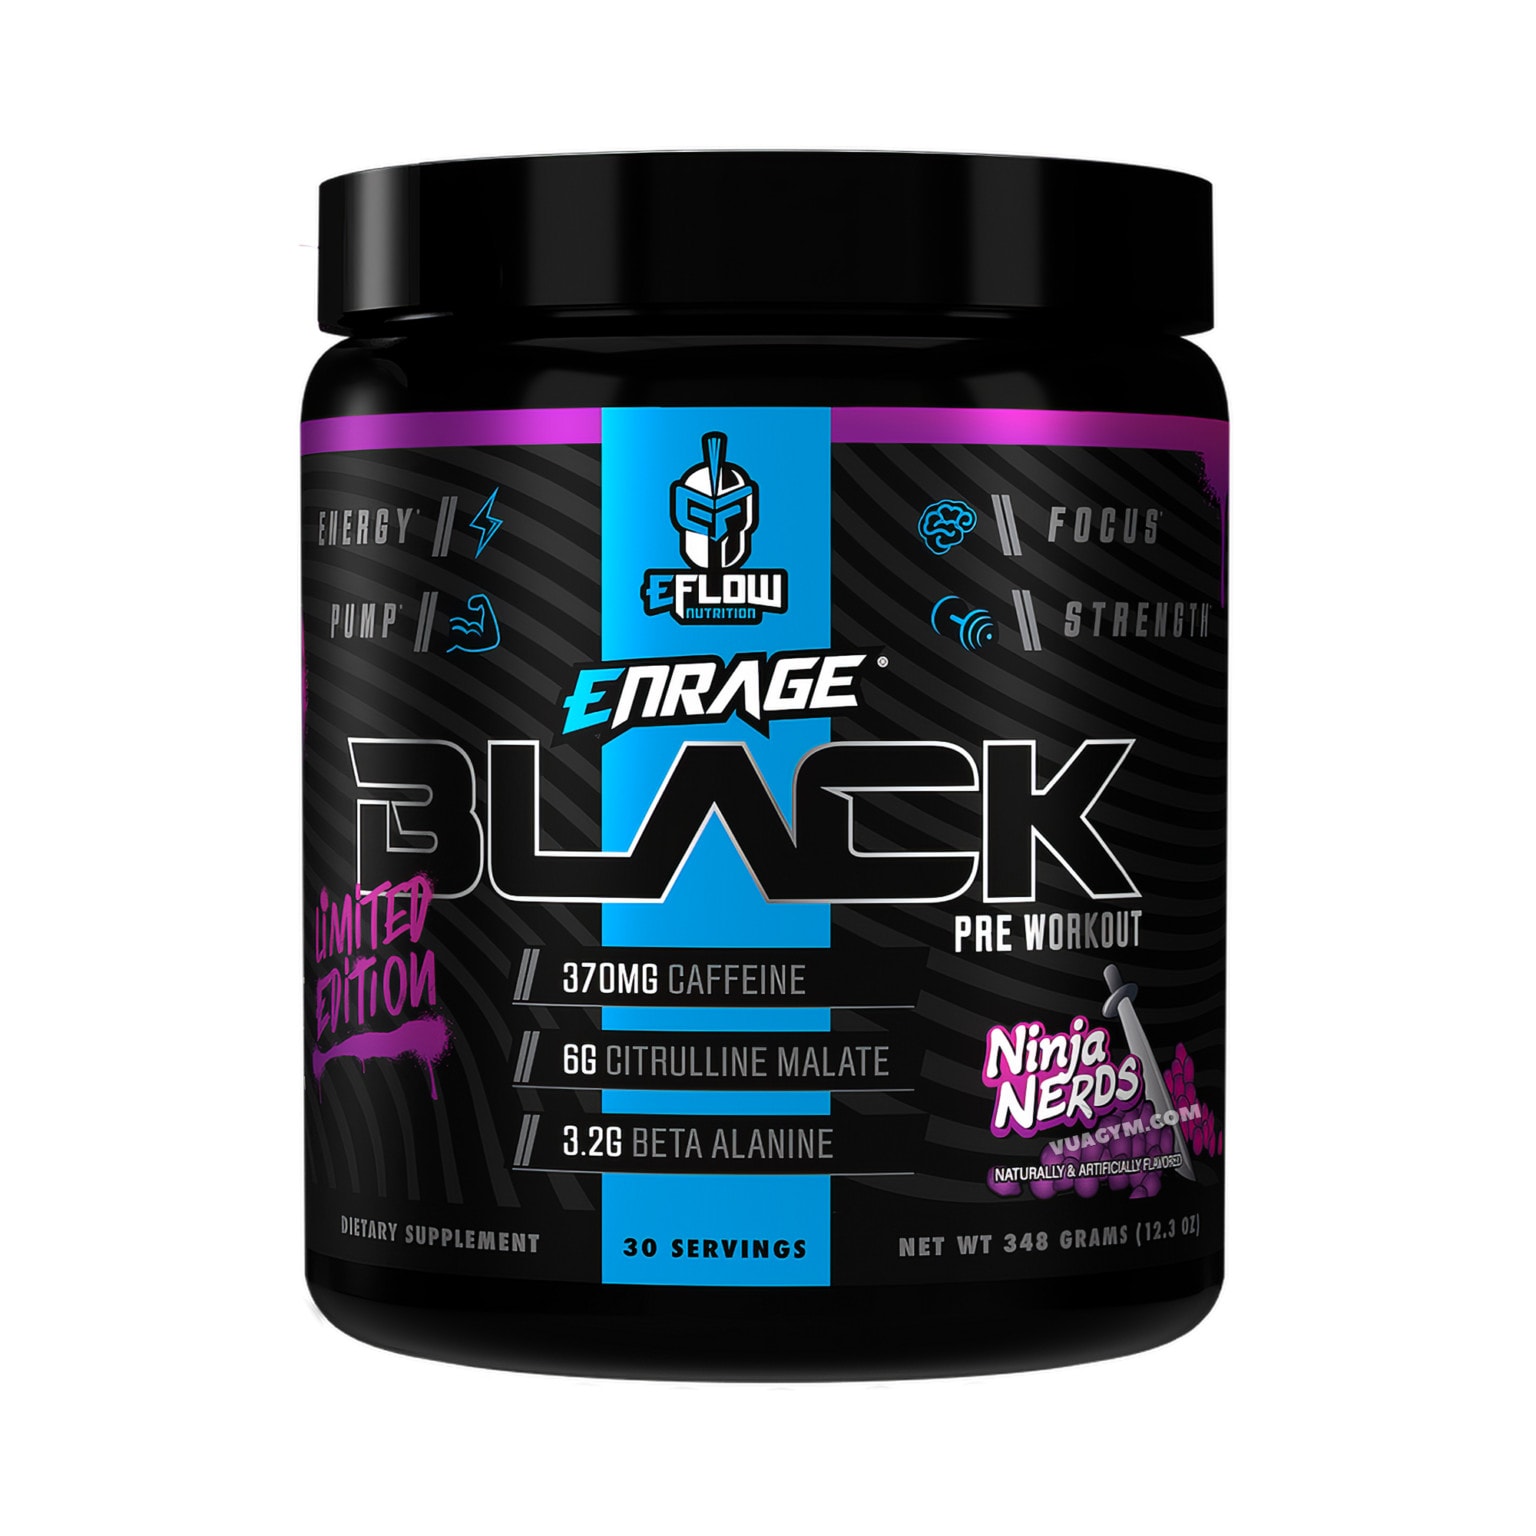 EFLOW
NUTRITION
ENERGY*
FOCUS*
PUMP*
STRENGTH*
ENRAGE®
BLACK
PRE WORKOUT
LIMITED
EDITION
370MG CAFFEINE
6G CITRULLINE MALATE
3.2G BETA ALANINE
Ninja
NERDS
VUAGYM.COM
NATURALLY & ARTIFICIALLY FLAVORED
DIETARY SUPPLEMENT
30 SERVINGS
NET WT 348 GRAMS (12.3 OZ)